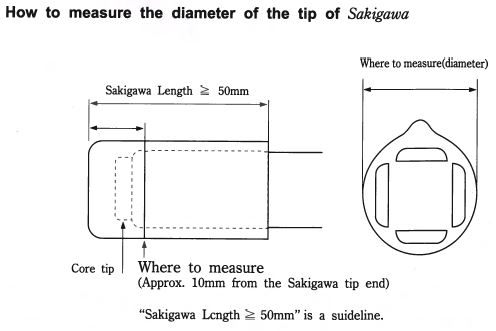 How to measure the diameter of the tip of Sakigawa
Where to measure(diameter)
Sakigawa Length ≧ 50mm
Core tip
Where to measure
(Approx. 10mm from the Sakigawa tip end)
“Sakigawa Lcngth ≧ 50mm” is a suideline.